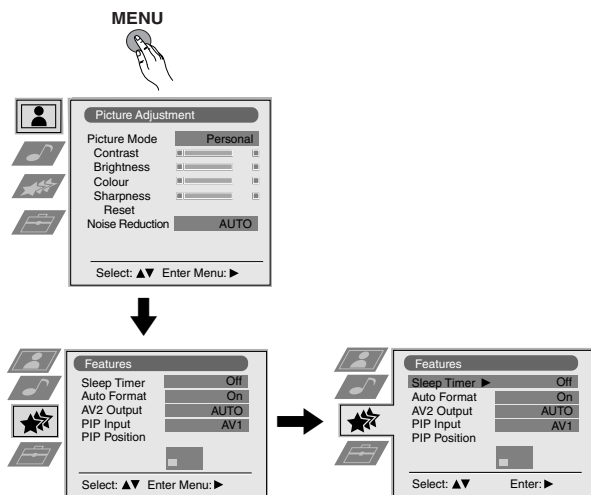 MENU
Picture Adjustment
Picture Mode Personal
Contrast
Brightness
Colour
Sharpness
Reset
Noise Reduction AUTO
Select: ▲▼ Enter Menu: ►
Features
Sleep Timer Off
Auto Format On
AV2 Output AUTO
PIP Input AV1
PIP Position
Select: ▲▼ Enter Menu: ►
Features
Sleep Timer ► Off
Auto Format On
AV2 Output AUTO
PIP Input AV1
PIP Position
Select: ▲▼ Enter: ►